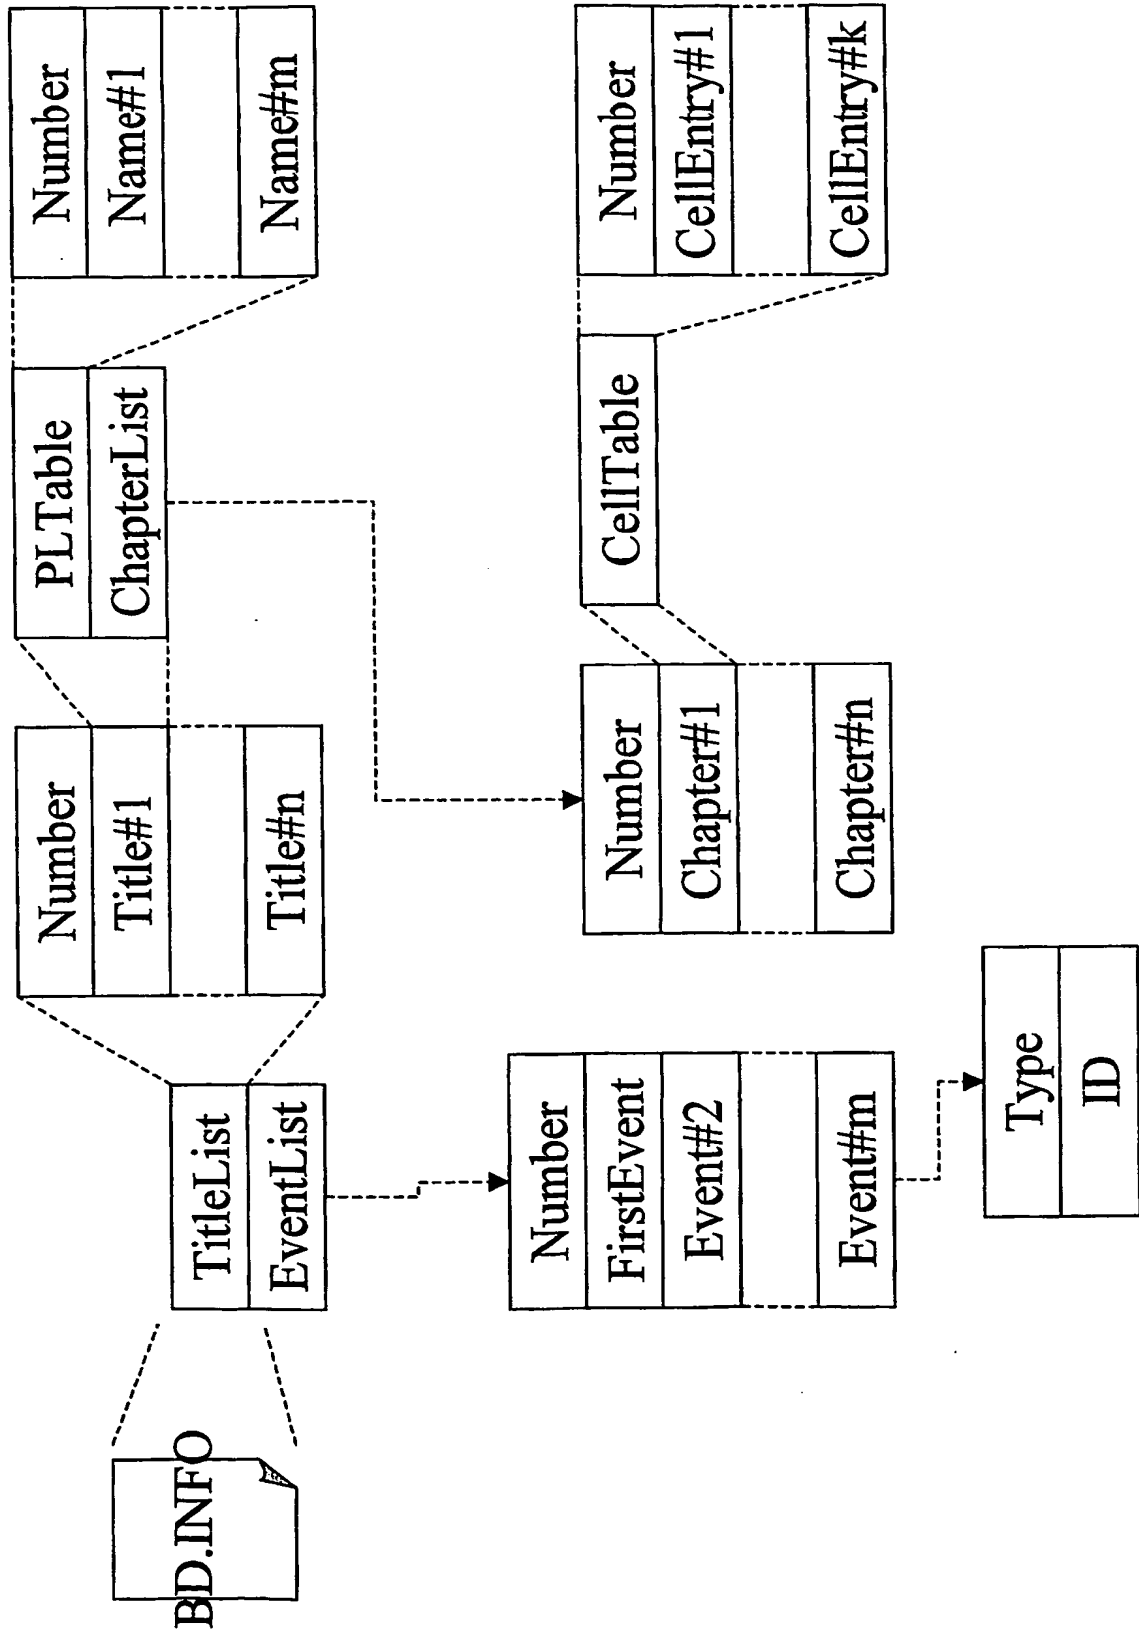 BD.INFO
TitleList
EventList
Number
Title#1
Title#n
PLTable
ChapterList
Number
Name#1
Name#m
Number
FirstEvent
Event#2
Event#m
Type
ID
Number
Chapter#1
Chapter#n
CellTable
Number
CellEntry#1
CellEntry#k